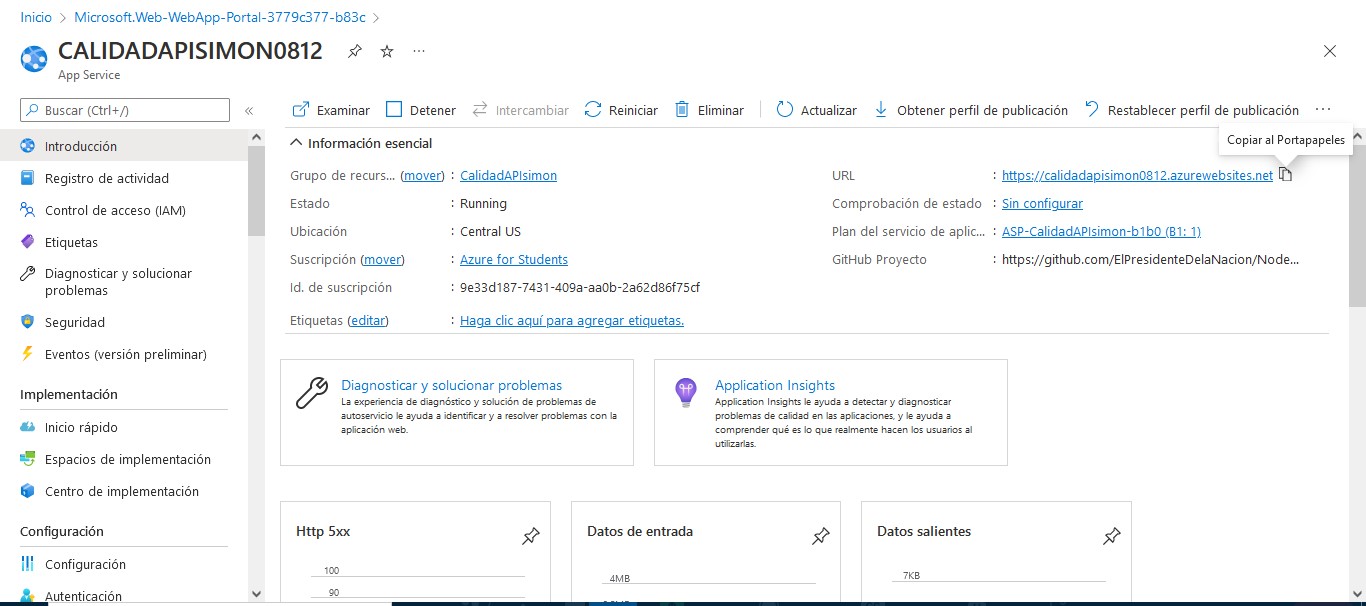 Inicio > Microsoft.Web-WebApp-Portal-3779c377-b83c >
CALIDADAPISIMON0812
App Service
Buscar (Ctrl+/)
Examinar Detener Intercambiar Reiniciar Eliminar Actualizar Obtener perfil de publicación Restablecer perfil de publicación
Copiar al Portapapeles
Introducción
Registro de actividad
Control de acceso (IAM)
Etiquetas
Diagnosticar y solucionar
problemas
Seguridad
Eventos (versión preliminar)
Implementación
Inicio rápido
Espacios de implementación
Centro de implementación
Configuración
Configuración
Autenticación
Información esencial
Grupo de recurs... (mover) : CalidadAPIsimon
Estado : Running
Ubicación : Central US
Suscripción (mover) : Azure for Students
Id. de suscripción : 9e33d187-7431-409a-aa0b-2a62d86f75cf
Etiquetas (editar) : Haga clic aquí para agregar etiquetas.
URL : https://calidadapisimon0812.azurewebsites.net
Comprobación de estado : Sin configurar
Plan del servicio de aplic... : ASP-CalidadAPIsimon-b1b0 (B1: 1)
GitHub Proyecto : https://github.com/ElPresidenteDelaNacion/Node...
Diagnosticar y solucionar problemas
La experiencia de diagnóstico y solución de problemas de
autoservicio le ayuda a identificar y a resolver problemas con la
aplicación web.
Application Insights
Application Insights le ayuda a detectar y diagnosticar
problemas de calidad en las aplicaciones, y le ayuda a
comprender qué es lo que realmente hacen los usuarios al
utilizarlas.
Http 5xx
100
90
Datos de entrada
4MB
Datos salientes
7KB